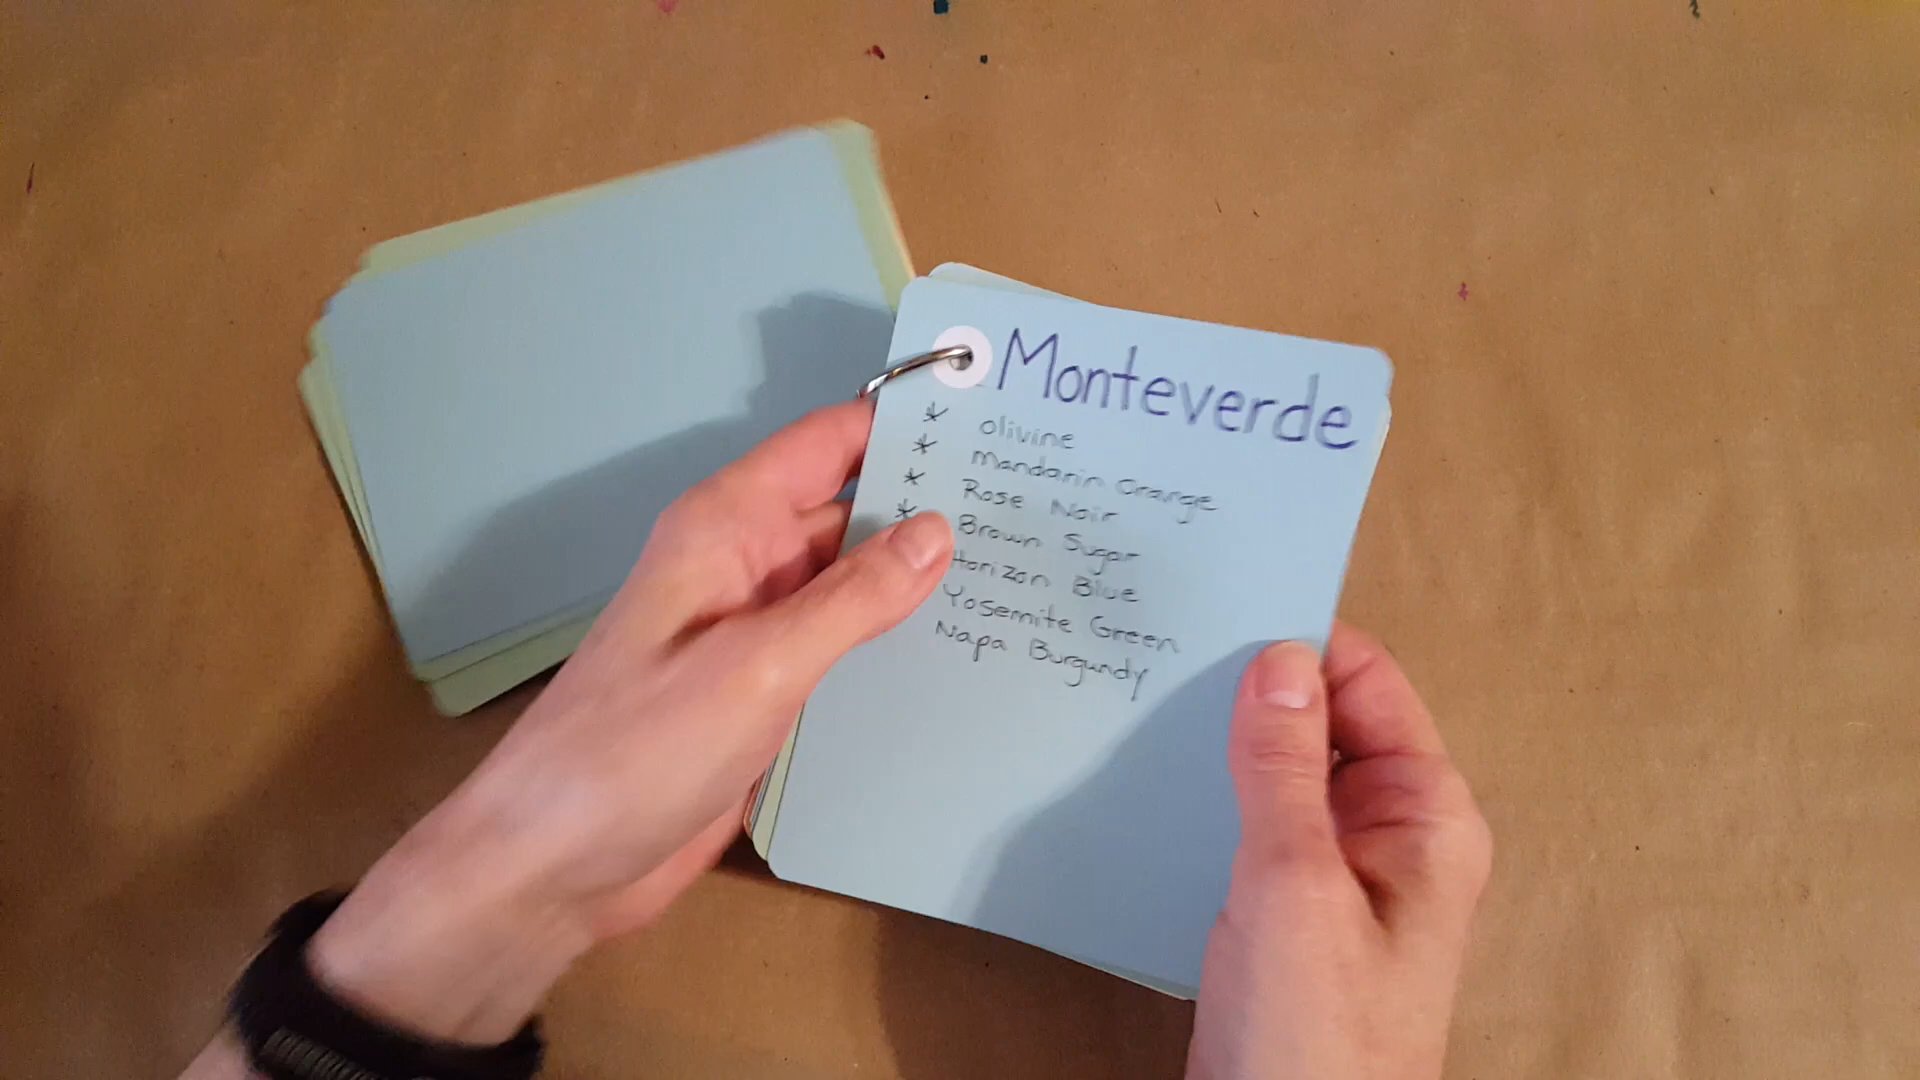 Monteverde
* Olivine
* Mandarin Orange
* Rose Noir
* Brown Sugar
Horizon Blue
Yosemite Green
Napa Burgundy